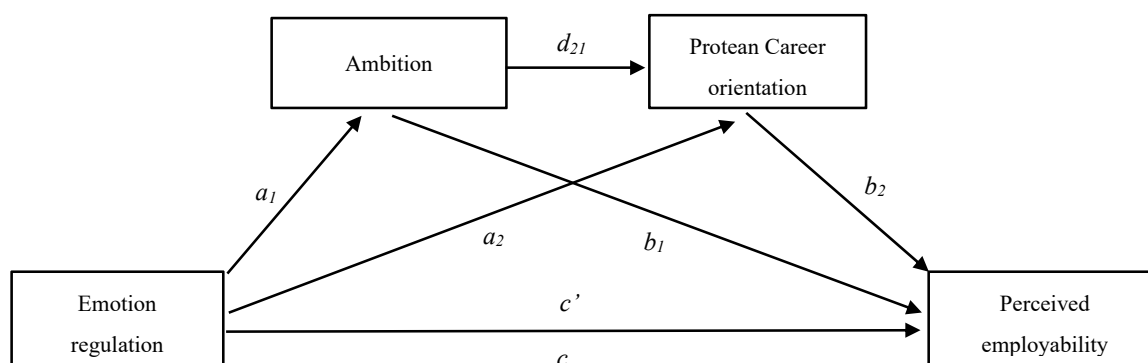 d21
Protean Career
orientation
Ambition
a1
a2
b1
b2
Emotion
regulation
c'
c
Perceived
employability